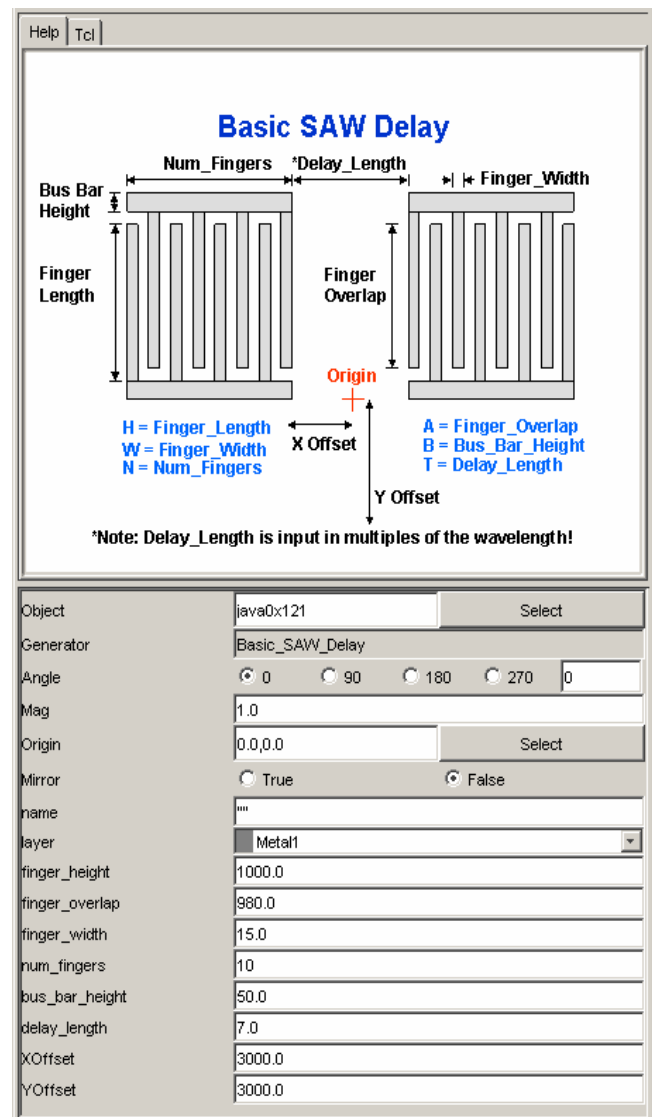 Help Tcl
Basic SAW Delay
Num_Fingers *Delay_Length
Finger_Width
Bus Bar
Height
Finger
Length
Finger
Overlap
Origin
H = Finger_Length
W = Finger_Width
N = Num_Fingers
X Offset
A = Finger_Overlap
B = Bus_Bar_Height
T = Delay_Length
Y Offset
*Note: Delay_Length is input in multiples of the wavelength!
Object java0x121 Select
Generator Basic_SAW_Delay
Angle 0 90 180 270 0
Mag 1.0
Origin 0.0,0.0 Select
Mirror True False
name ""
layer Metal1
finger_height 1000.0
finger_overlap 980.0
finger_width 15.0
num_fingers 10
bus_bar_height 50.0
delay_length 7.0
XOffset 3000.0
YOffset 3000.0